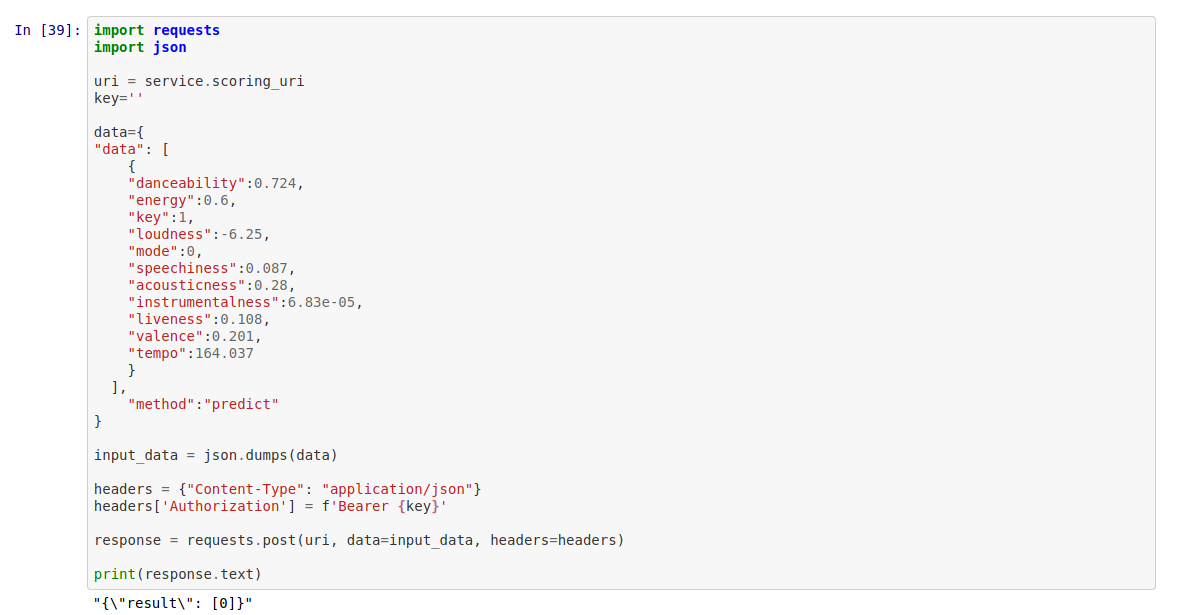 In [39]: import requests
import json
uri = service.scoring_uri
key=''
data={
"data": [
{
"danceability":0.724,
"energy":0.6,
"key":1,
"loudness":-6.25,
"mode":0,
"speechiness":0.087,
"acousticness":0.28,
"instrumentalness":6.83e-05,
"liveness":0.108,
"valence":0.201,
"tempo":164.037
}
],
"method":"predict"
}
input_data = json.dumps(data)
headers = {"Content-Type": "application/json"}
headers['Authorization'] = f'Bearer {key}'
response = requests.post(uri, data=input_data, headers=headers)
print(response.text)
"{\"result\": [0]}"